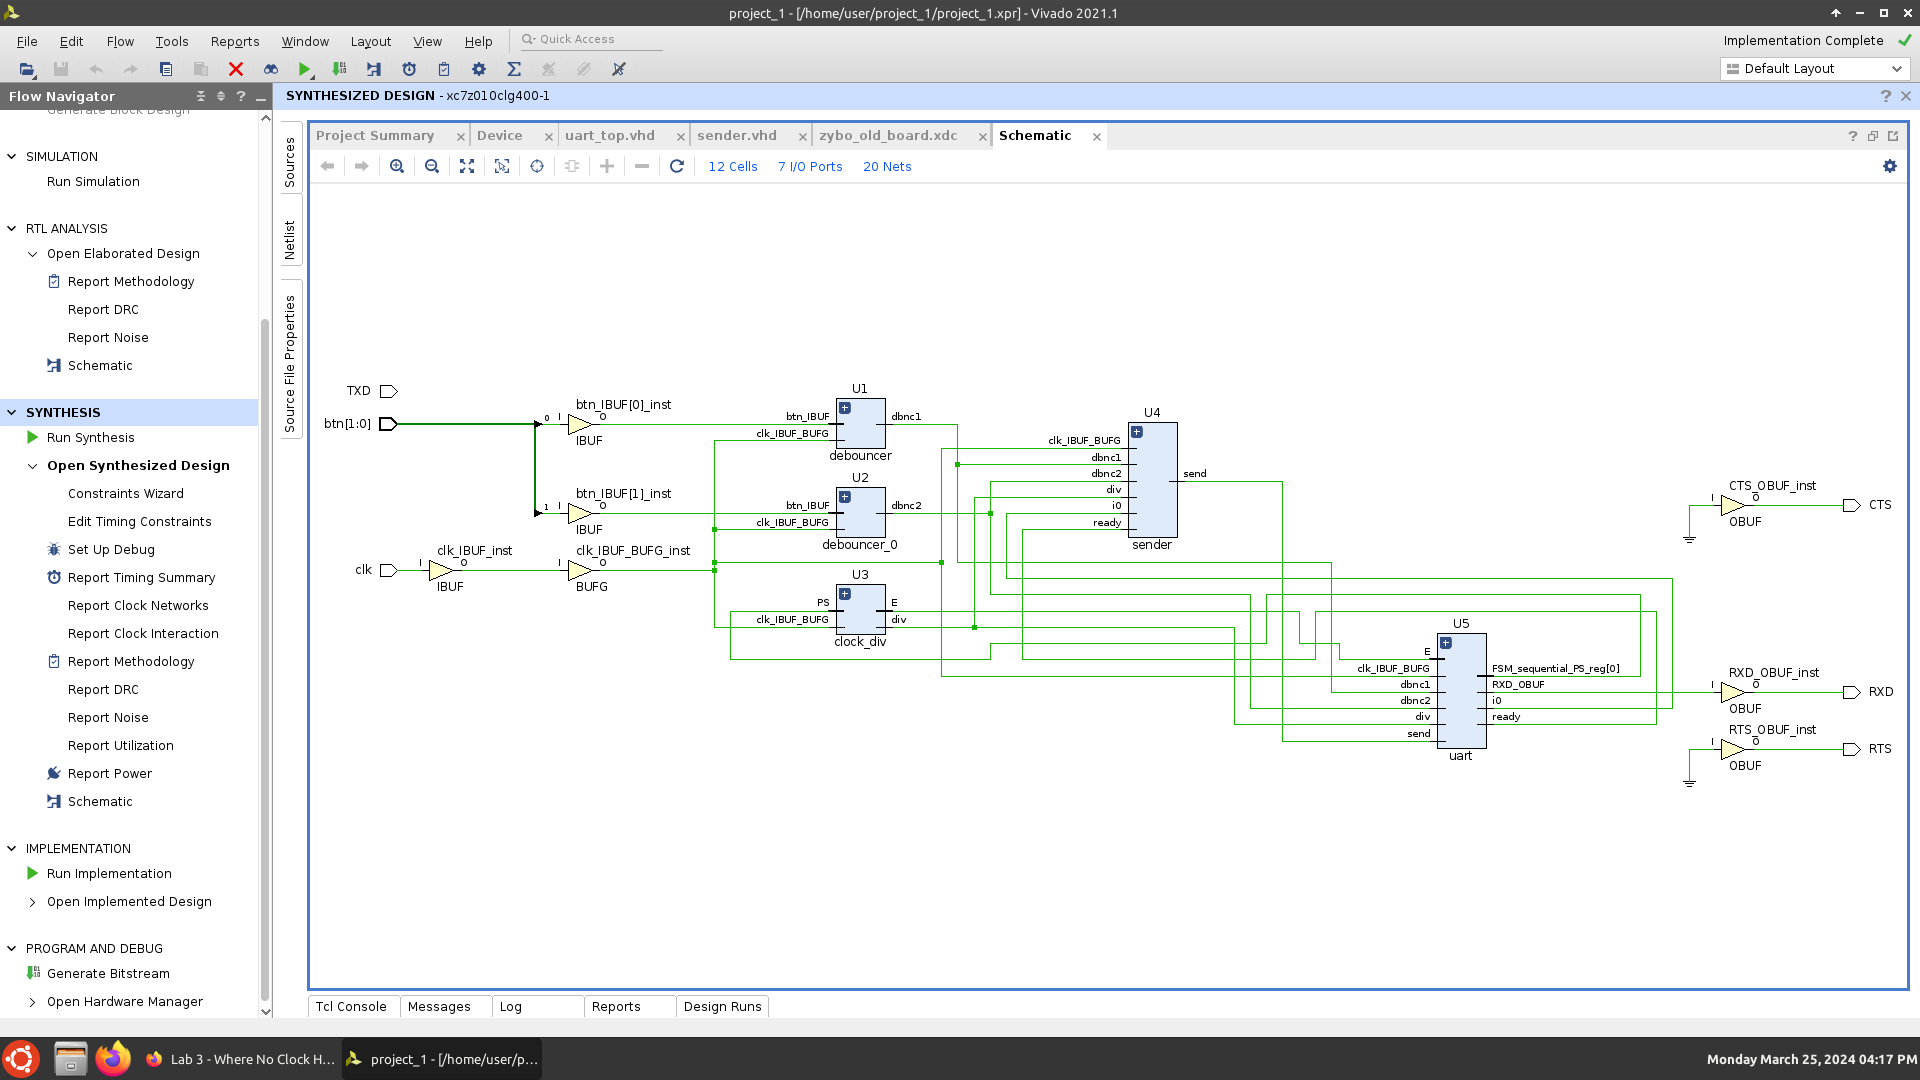 project_1 - [/home/user/project_1/project_1.xpr] - Vivado 2021.1
File Edit Flow Tools Reports Window Layout View Help Quick Access
Implementation Complete
Default Layout
Flow Navigator
Generate Block Design
SIMULATION
Run Simulation
RTL ANALYSIS
Open Elaborated Design
Report Methodology
Report DRC
Report Noise
Schematic
SYNTHESIS
Run Synthesis
Open Synthesized Design
Constraints Wizard
Edit Timing Constraints
Set Up Debug
Report Timing Summary
Report Clock Networks
Report Clock Interaction
Report Methodology
Report DRC
Report Noise
Report Utilization
Report Power
Schematic
IMPLEMENTATION
Run Implementation
Open Implemented Design
PROGRAM AND DEBUG
Generate Bitstream
Open Hardware Manager
SYNTHESIZED DESIGN - xc7z010clg400-1
Sources
Netlist
Source File Properties
Project Summary Device uart_top.vhd sender.vhd zybo_old_board.xdc Schematic
12 Cells 7 I/O Ports 20 Nets
TXD
btn[1:0]
clk
0
1
btn_IBUF[0]_inst
I O
IBUF
btn_IBUF[1]_inst
I O
IBUF
clk_IBUF_inst
I O
IBUF
clk_IBUF_BUFG_inst
I O
BUFG
U1
btn_IBUF dbnc1
clk_IBUF_BUFG
debouncer
U2
btn_IBUF dbnc2
clk_IBUF_BUFG
debouncer_0
U3
PS E
clk_IBUF_BUFG div
clock_div
U4
clk_IBUF_BUFG
dbnc1
dbnc2 send
div
i0
ready
sender
U5
E
clk_IBUF_BUFG FSM_sequential_PS_reg[0]
dbnc1 RXD_OBUF
dbnc2 i0
div ready
send
uart
CTS_OBUF_inst
I O CTS
OBUF
RXD_OBUF_inst
I O RXD
OBUF
RTS_OBUF_inst
I O RTS
OBUF
Tcl Console Messages Log Reports Design Runs
Lab 3 - Where No Clock H...
project_1 - [/home/user/p...
Monday March 25, 2024 04:17 PM